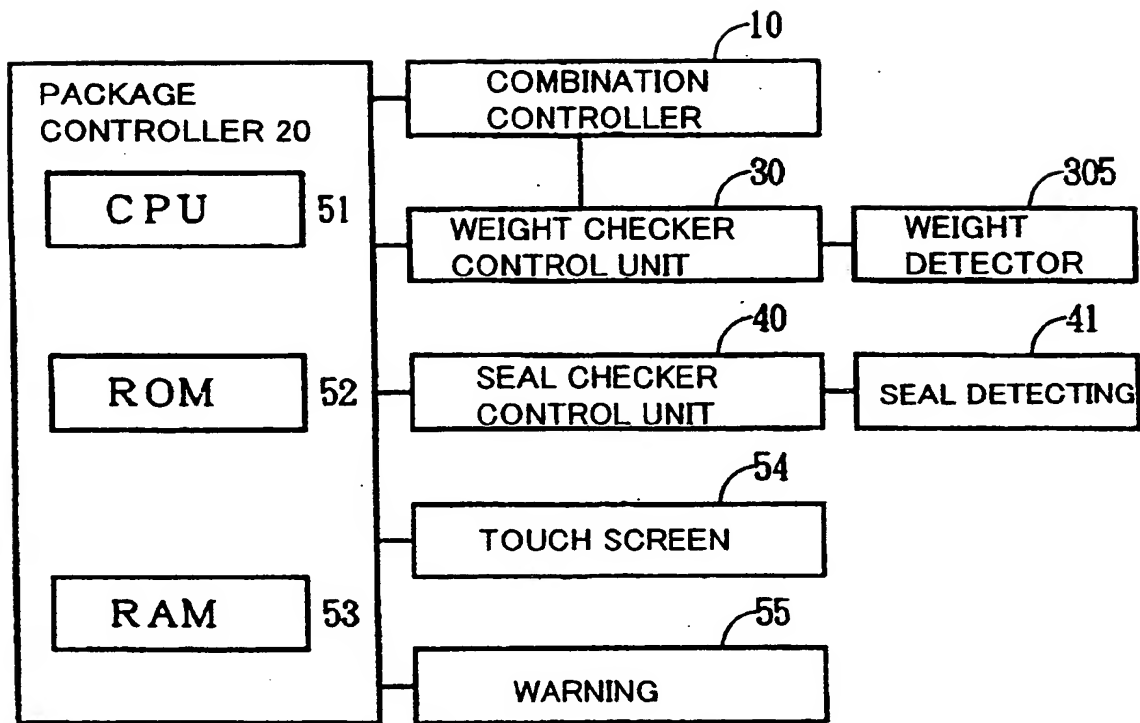 10
PACKAGE
CONTROLLER 20
COMBINATION
CONTROLLER
CPU 51
30
305
WEIGHT CHECKER
CONTROL UNIT
WEIGHT
DETECTOR
40
41
ROM 52
SEAL CHECKER
CONTROL UNIT
SEAL DETECTING
54
TOUCH SCREEN
RAM 53
55
WARNING